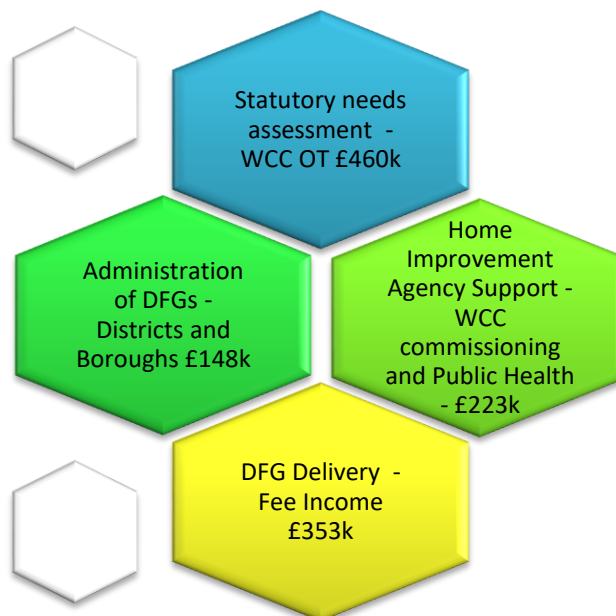 Statutory needs
assessment -
WCC OT £460k
Administration
of DFGs -
Districts and
Boroughs £148k
Home
Improvement
Agency Support -
WCC
commissioning
and Public Health
- £223k
DFG Delivery -
Fee Income
£353k